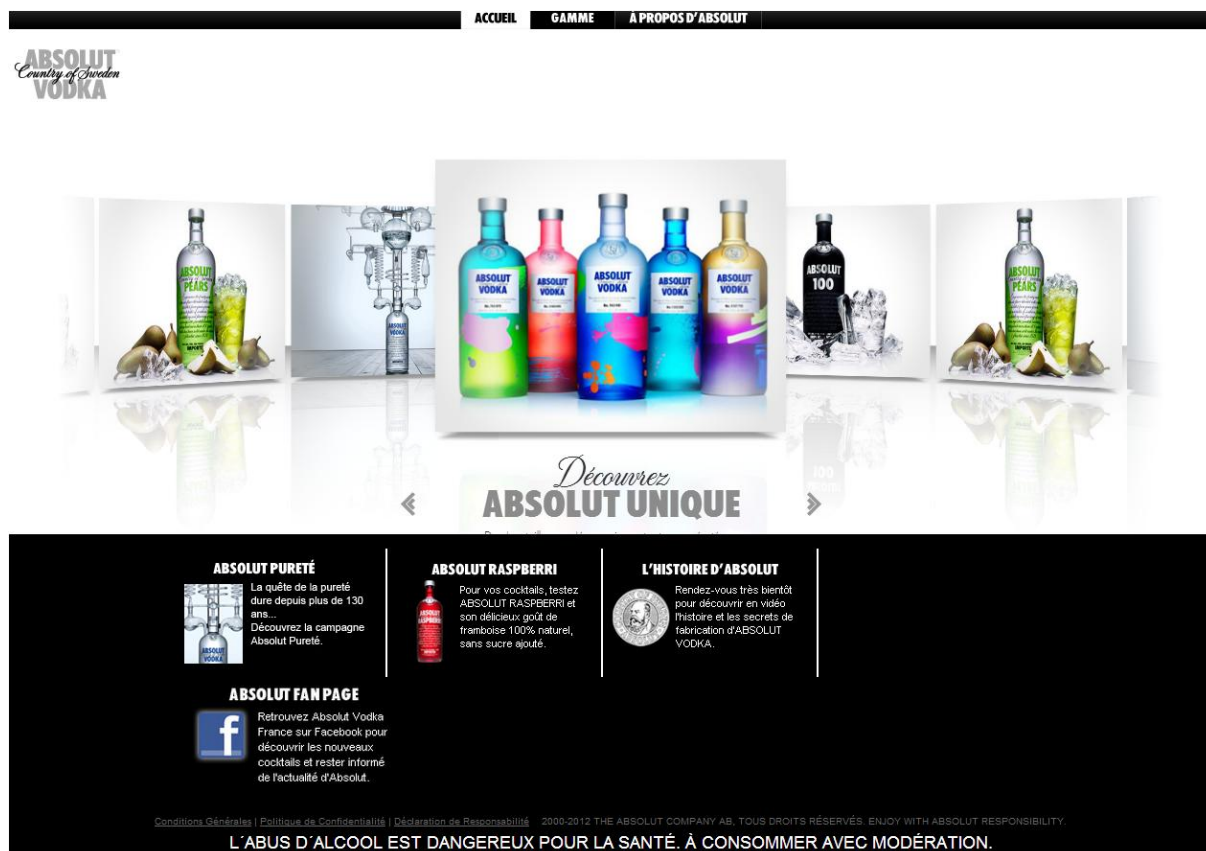 ACCUEIL GAMME À PROPOS D'ABSOLUT
ABSOLUT
Country of Sweden
VODKA
ABSOLUT
PEARS
ABSOLUT
VODKA
ABSOLUT
VODKA
ABSOLUT
VODKA
ABSOLUT
VODKA
ABSOLUT
VODKA
ABSOLUT
VODKA
ABSOLUT
100
ABSOLUT
PEARS
Découvrez
ABSOLUT UNIQUE
ABSOLUT PURETÉ
La quête de la pureté
dure depuis plus de 130
ans...
Découvrez la campagne
Absolut Pureté.
ABSOLUT
VODKA
ABSOLUT RASPBERRI
Pour vos cocktails, testez
ABSOLUT RASPBERRI et
son délicieux goût de
framboise 100% naturel,
sans sucre ajouté.
ABSOLUT
RASPBERRI
L'HISTOIRE D'ABSOLUT
Rendez-vous très bientôt
pour découvrir en vidéo
l'histoire et les secrets de
fabrication d'ABSOLUT
VODKA.
ABSOLUT FAN PAGE
f
Retrouvez Absolut Vodka
France sur Facebook pour
découvrir les nouveaux
cocktails et rester informé
de l'actualité d'Absolut.
Conditions Générales | Politique de Confidentialité | Déclaration de Responsabilité 2000-2012 THE ABSOLUT COMPANY AB, TOUS DROITS RÉSERVÉS. ENJOY WITH ABSOLUT RESPONSIBILITY.
L´ABUS D´ALCOOL EST DANGEREUX POUR LA SANTÉ. À CONSOMMER AVEC MODÉRATION.